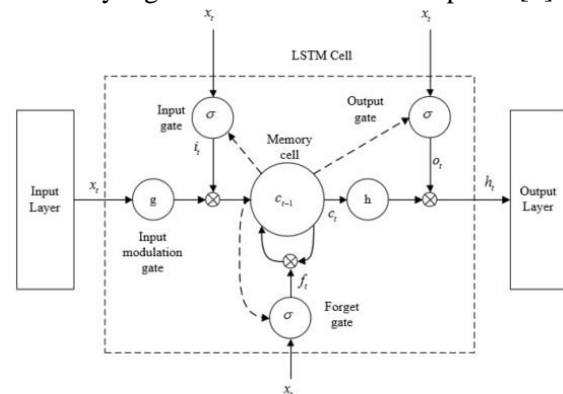 x_t
x_t
LSTM Cell
Input
gate
σ
Output
gate
σ
Memory
cell
i_t
o_t
Input
Layer
x_t
g
c_{t-1}
c_t
h
h_t
Output
Layer
Input
modulation
gate
f_t
σ
Forget
gate